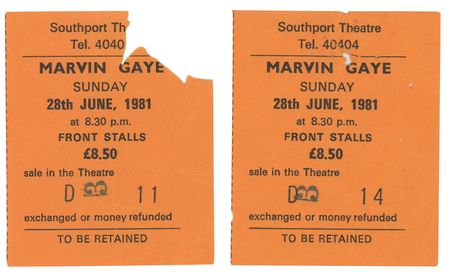 Southport The
Tel. 4040
MARVIN GAYE
SUNDAY
28th JUNE, 1981
at 8.30 p.m.
FRONT STALLS
£8.50
sale in the Theatre
D 11
exchanged or money refunded
TO BE RETAINED
Southport Theatre
Tel. 40404
MARVIN GAYE
SUNDAY
28th JUNE, 1981
at 8.30 p.m.
FRONT STALLS
£8.50
sale in the Theatre
D 14
exchanged or money refunded
TO BE RETAINED